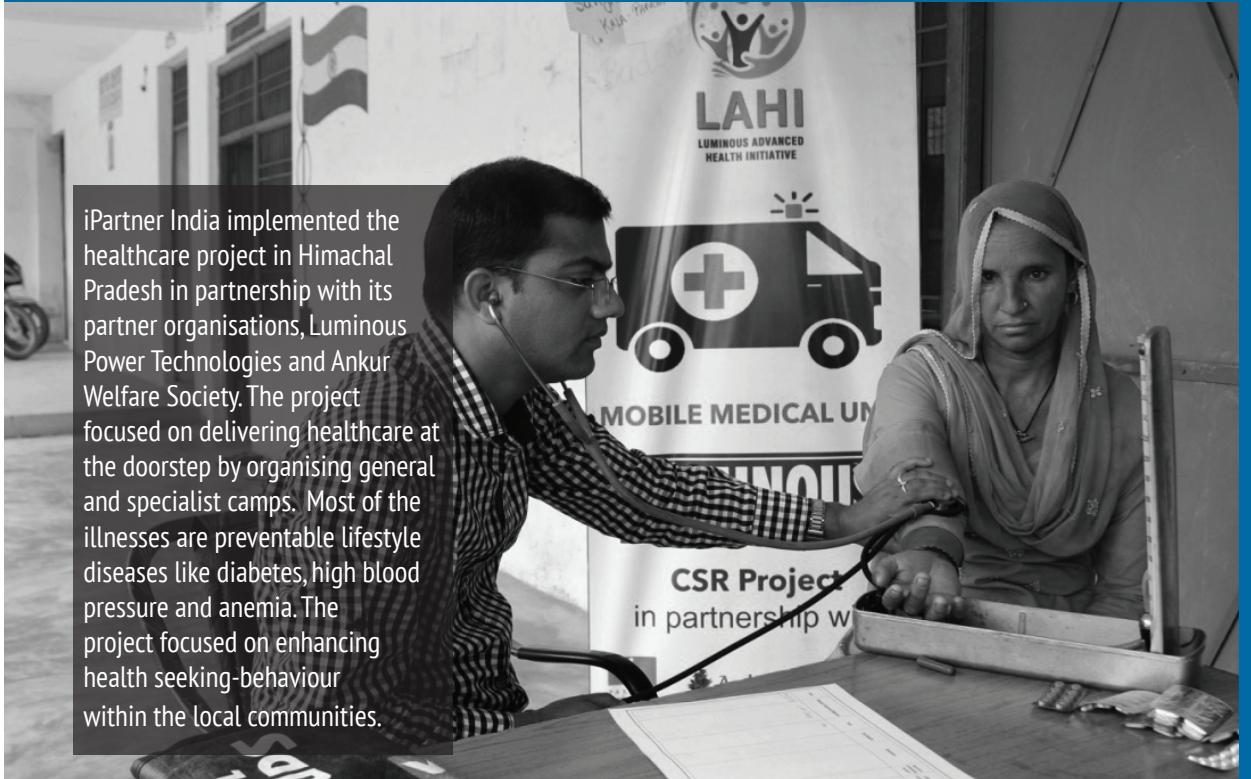 iPartner India implemented the
healthcare project in Himachal
Pradesh in partnership with its
partner organisations, Luminous
Power Technologies and Ankur
Welfare Society. The project
focused on delivering healthcare at
the doorstep by organising general
and specialist camps.  Most of the
illnesses are preventable lifestyle
diseases like diabetes, high blood
pressure and anemia. The
project focused on enhancing
health seeking-behaviour
within the local communities.
LAHI
LUMINOUS ADVANCED
HEALTH INITIATIVE
MOBILE MEDICAL UN
CSR Project
in partnership w